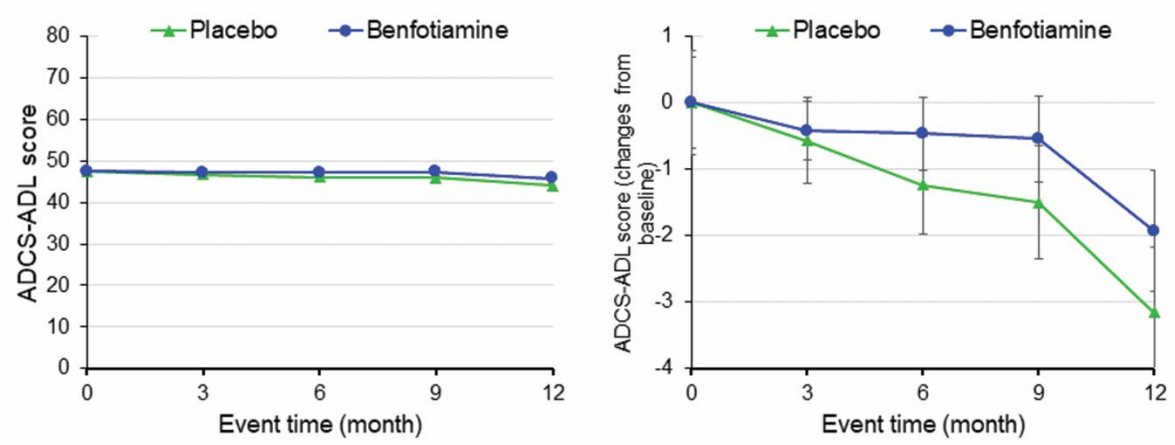 Placebo
Benfotiamine
80
70
60
50
40
30
20
10
0
ADCS-ADL score
0 3 6 9 12
Event time (month)
Placebo
Benfotiamine
1
0
-1
-2
-3
-4
ADCS-ADL score (changes from
baseline)
0 3 6 9 12
Event time (month)